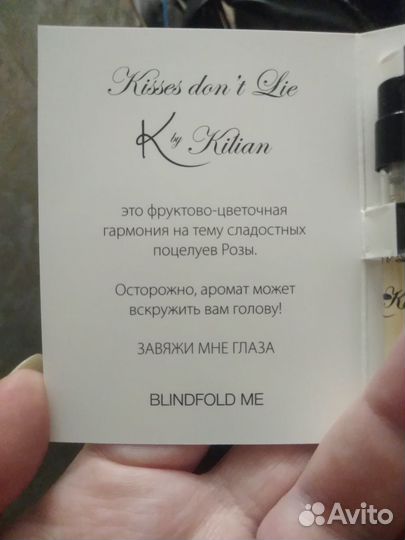 Kisses don't Lie
K by Kilian
это фруктово-цветочная
гармония на тему сладостных
поцелуев Розы.
Осторожно, аромат может
вскружить вам голову!
ЗАВЯЖИ МНЕ ГЛАЗА
BLINDFOLD ME
Avito